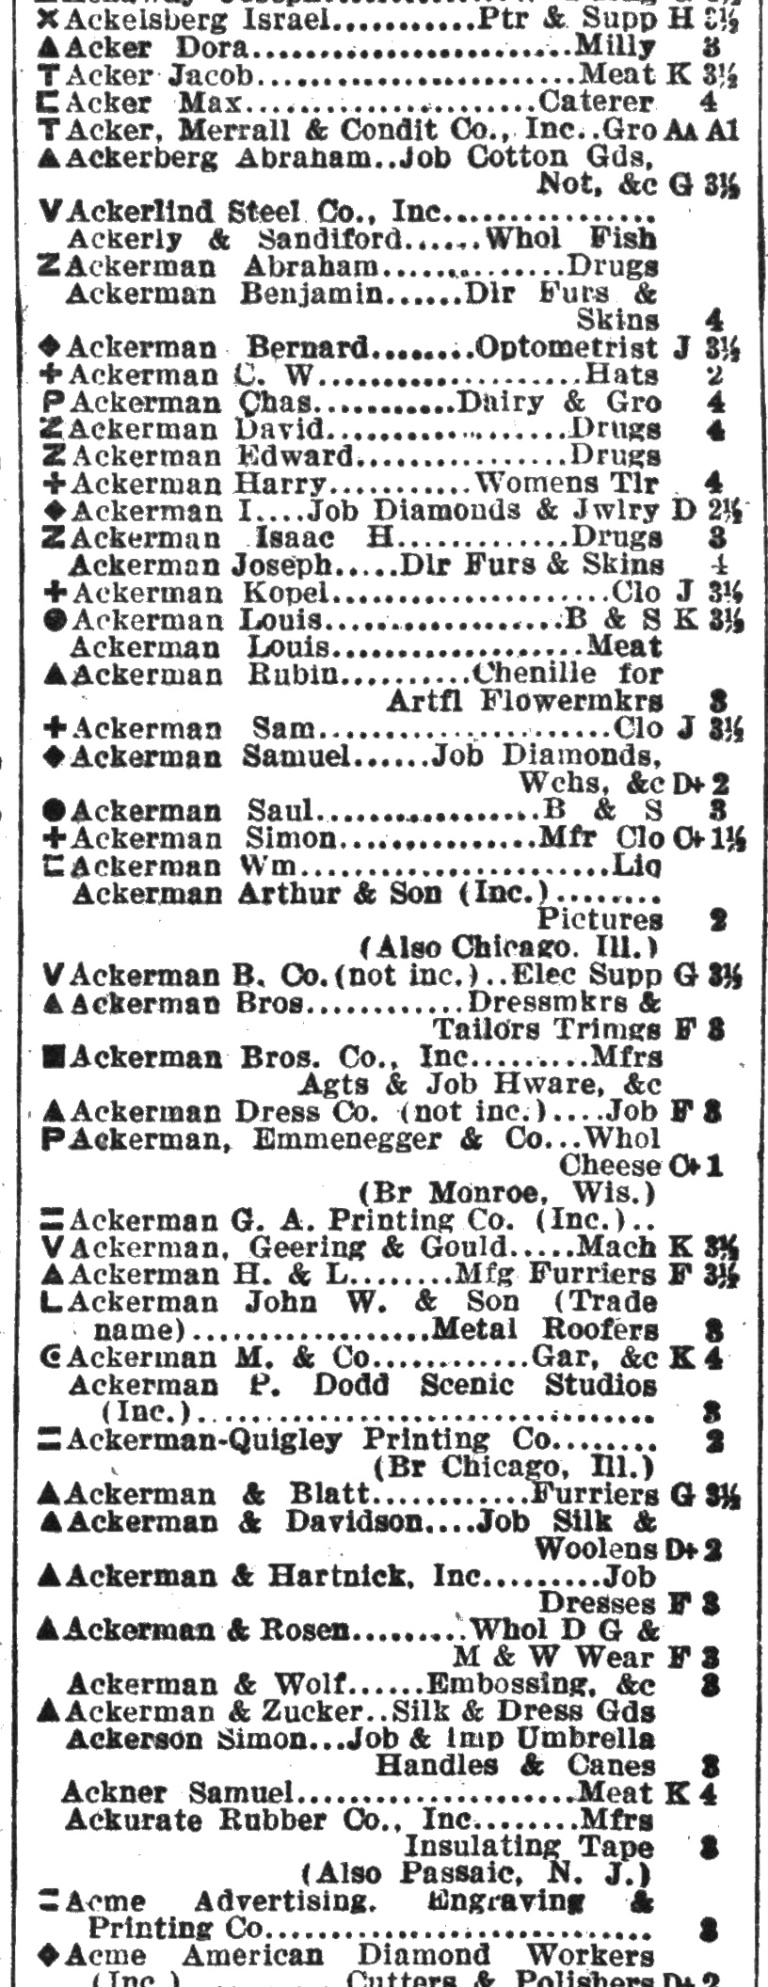 ✕Ackelsberg Israel...........Ptr & Supp H 3½
▲Acker Dora............................Milly 3
TAcker Jacob............................Meat K 3½
⊏Acker Max.........................Caterer 4
TAcker, Merrall & Condit Co., Inc..Gro AA A1
▲Ackerberg Abraham..Job Cotton Gds,
Not, &c G 3½
VAckerlind Steel Co., Inc.................
Ackerly & Sandiford......Whol Fish
ZAckerman Abraham................Drugs
Ackerman Benjamin......Dlr Furs &
Skins 4
◆Ackerman Bernard.........Optometrist J 3½
+Ackerman C. W.......................Hats 2
PAckerman Chas............Dairy & Gro 4
ZAckerman David.....................Drugs 4
ZAckerman Edward..................Drugs
+Ackerman Harry...........Womens Tlr 4
◆Ackerman I....Job Diamonds & Jwlry D 2½
ZAckerman Isaac H..............Drugs 3
Ackerman Joseph.....Dlr Furs & Skins 4
+Ackerman Kopel........................Clo J 3½
●Ackerman Louis.....................B & S K 3½
Ackerman Louis.....................Meat
▲Ackerman Rubin..........Chenille for
Artfl Flowermkrs 3
+Ackerman Sam........................Clo J 3½
◆Ackerman Samuel......Job Diamonds,
Wchs, &c D+ 2
●Ackerman Saul...................B & S 3
+Ackerman Simon...............Mfr Clo C+ 1½
⊏Ackerman Wm..........................Liq
Ackerman Arthur & Son (Inc.)........
Pictures 2
(Also Chicago, Ill.)
VAckerman B. Co.(not inc.)..Elec Supp G 3½
▲Ackerman Bros............Dressmkrs &
Tailors Trimgs F 3
■Ackerman Bros. Co., Inc.........Mfrs
Agts & Job Hware, &c
▲Ackerman Dress Co. (not inc.)....Job F 3
PAckerman, Emmenegger & Co...Whol
Cheese C+ 1
(Br Monroe, Wis.)
=Ackerman G. A. Printing Co. (Inc.)..
VAckerman, Geering & Gould.....Mach K 3½
▲Ackerman H. & L........Mfg Furriers F 3½
LAckerman John W. & Son (Trade
name)..................Metal Roofers 3
CAckerman M. & Co............Gar, &c K 4
Ackerman P. Dodd Scenic Studios
(Inc.)...................................... 3
=Ackerman-Quigley Printing Co........ 2
(Br Chicago, Ill.)
▲Ackerman & Blatt............Furriers G 3½
▲Ackerman & Davidson....Job Silk &
Woolens D+ 2
▲Ackerman & Hartnick, Inc.........Job
Dresses F 3
▲Ackerman & Rosen..........Whol D G &
M & W Wear F 3
Ackerman & Wolf......Embossing, &c 3
▲Ackerman & Zucker..Silk & Dress Gds
Ackerson Simon...Job & Imp Umbrella
Handles & Canes 3
Ackner Samuel.......................Meat K 4
Ackurate Rubber Co., Inc........Mfrs
Insulating Tape 3
(Also Passaic, N. J.)
=Acme Advertising, Engraving &
Printing Co................................ 3
◆Acme American Diamond Workers
(Inc.)..............Cutters & Polishers D+ 2